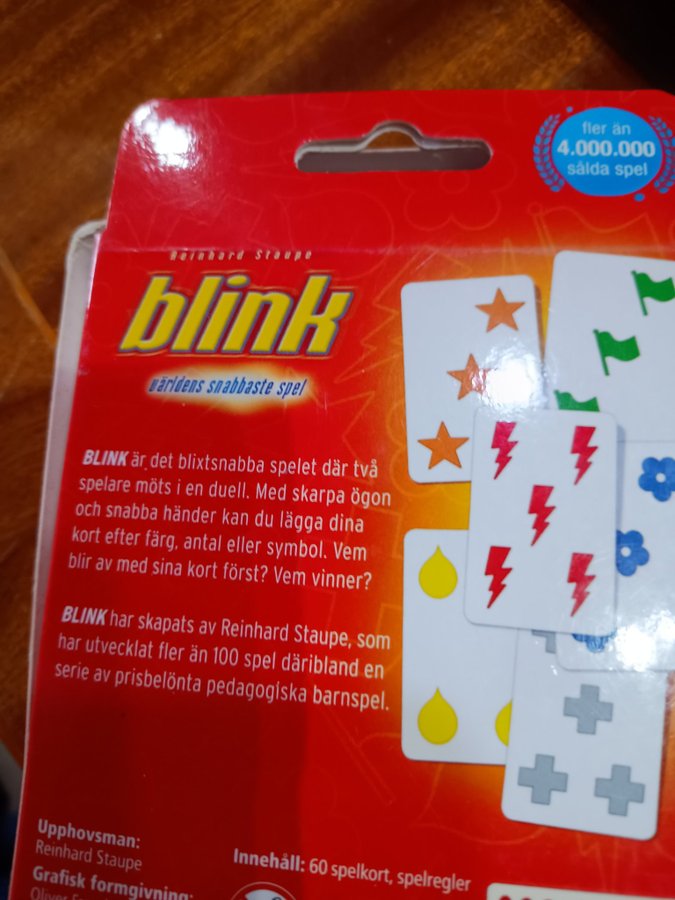 fler än
4.000.000
sålda spel
Reinhard Staupe
blink
världens snabbaste spel
BLINK är det blixtsnabba spelet där två
spelare möts i en duell. Med skarpa ögon
och snabba händer kan du lägga dina
kort efter färg, antal eller symbol. Vem
blir av med sina kort först? Vem vinner?
BLINK har skapats av Reinhard Staupe, som
har utvecklat fler än 100 spel däribland en
serie av prisbelönta pedagogiska barnspel.
Upphovsman:
Reinhard Staupe
Innehåll: 60 spelkort, spelregler
Grafisk formgivning:
Oliver